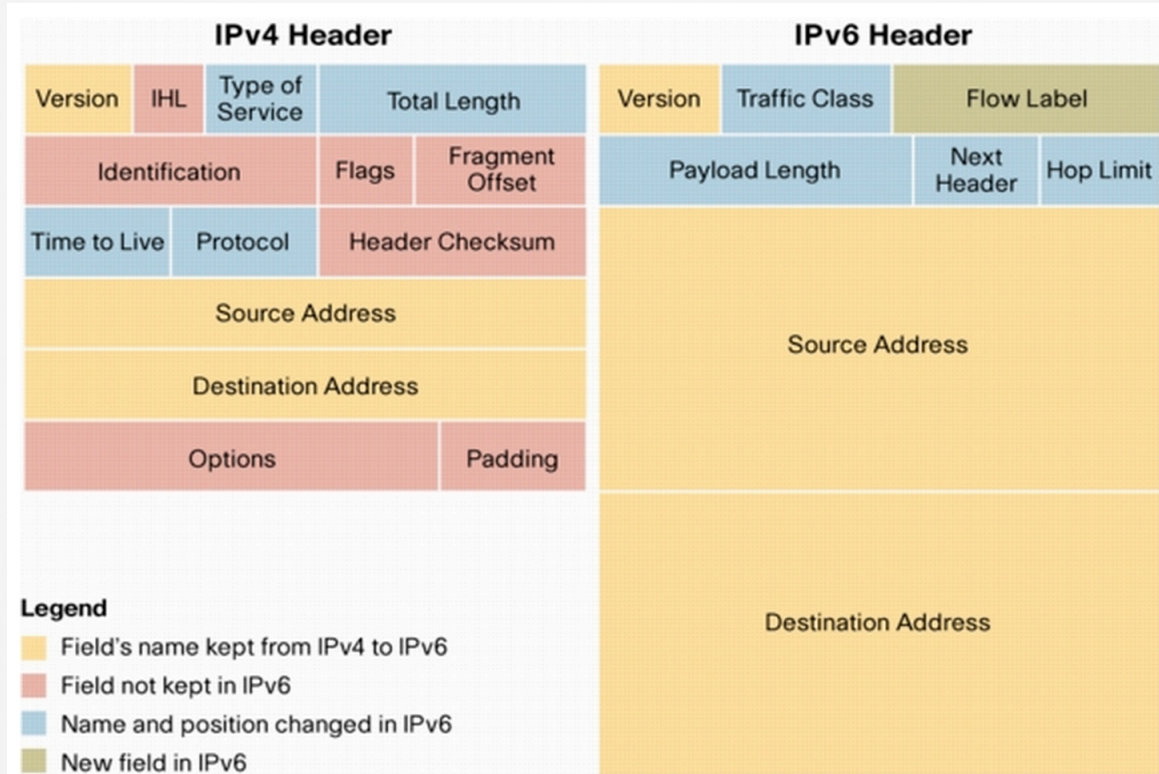 IPv4 Header
Version IHL Type of Service Total Length
Identification Flags Fragment Offset
Time to Live Protocol Header Checksum
Source Address
Destination Address
Options Padding
IPv6 Header
Version Traffic Class Flow Label
Payload Length Next Header Hop Limit
Source Address
Destination Address
Legend
Field's name kept from IPv4 to IPv6
Field not kept in IPv6
Name and position changed in IPv6
New field in IPv6